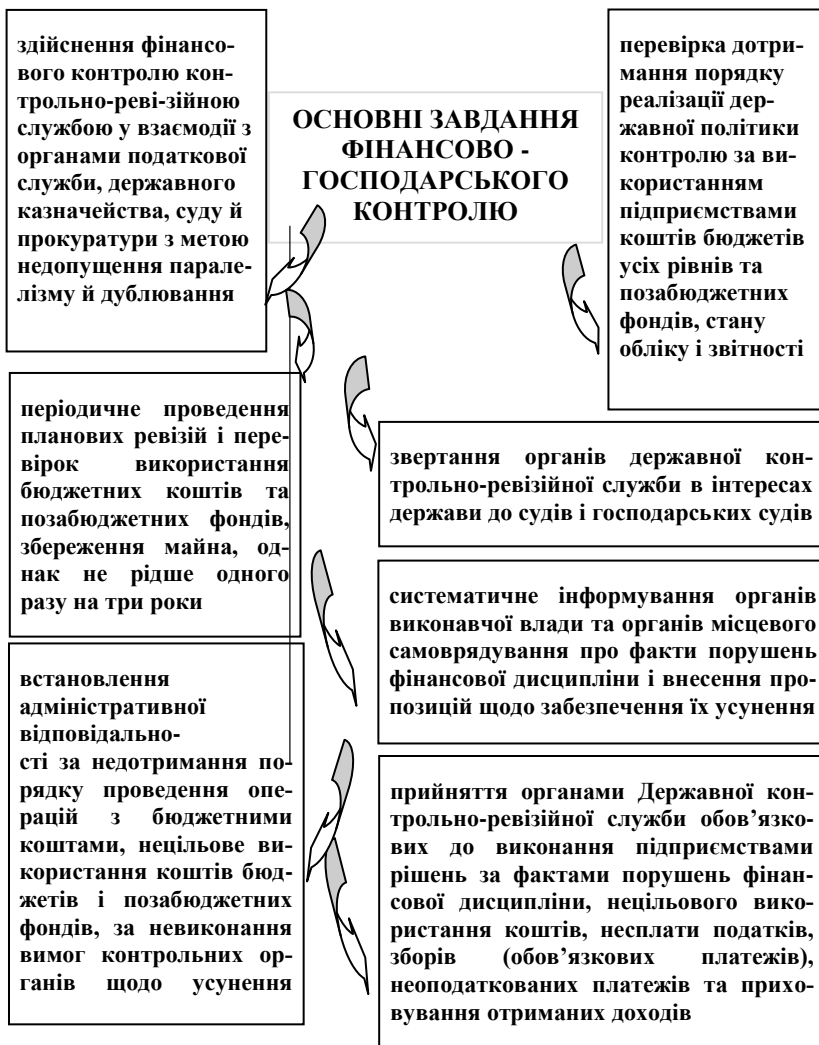 здійснення фінансо-
вого контролю кон-
трольно-реві-зійною
службою у взаємодії з
органами податкової
служби, державного
казначейства, суду й
прокуратури з метою
недопущення парале-
лізму й дублювання
ОСНОВНІ ЗАВДАННЯ
ФІНАНСОВО -
ГОСПОДАРСЬКОГО
КОНТРОЛЮ
перевірка дотри-
мання порядку
реалізації дер-
жавної політики
контролю за ви-
користанням
підприємствами
коштів бюджетів
усіх рівнів та
позабюджетних
фондів, стану
обліку і звітності
періодичне проведення
планових ревізій і пере-
вірок використання
бюджетних коштів та
позабюджетних фондів,
збереження майна, од-
нак не рідше одного
разу на три роки
звертання органів державної кон-
трольно-ревізійної служби в інтересах
держави до судів і господарських судів
систематичне інформування органів
виконавчої влади та органів місцевого
самоврядування про факти порушень
фінансової дисципліни і внесення про-
позицій щодо забезпечення їх усунення
встановлення
адміністративної
відповідально-
сті за недотримання по-
рядку проведення опе-
рацій з бюджетними
коштами, нецільове ви-
користання коштів бюд-
жетів і позабюджетних
фондів, за невиконання
вимог контрольних ор-
ганів щодо усунення
прийняття органами Державної кон-
трольно-ревізійної служби обов’язко-
вих до виконання підприємствами
рішень за фактами порушень фінан-
сової дисципліни, нецільового вико-
ристання коштів, несплати податків,
зборів (обов’язкових платежів),
неоподаткованих платежів та прихо-
вування отриманих доходів